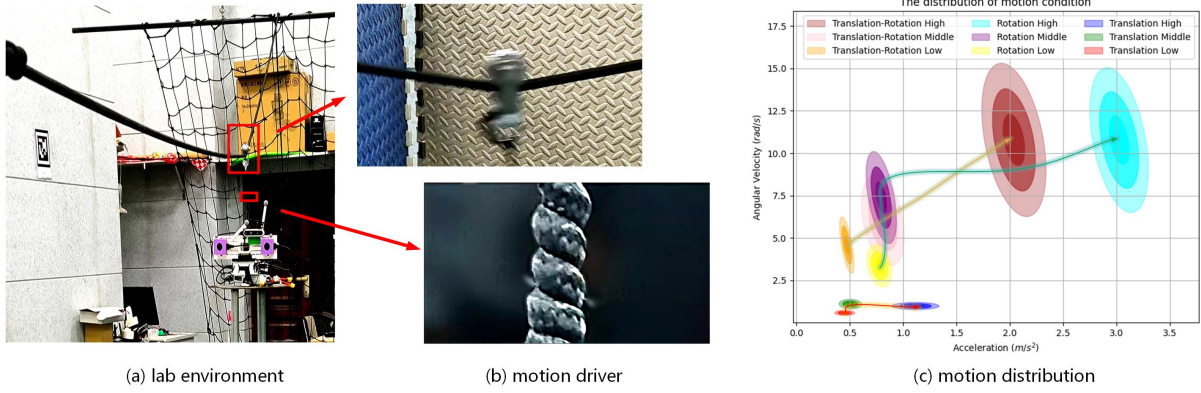 The distribution of motion condition
Translation-Rotation High
Translation-Rotation Middle
Translation-Rotation Low
Rotation High
Rotation Middle
Rotation Low
Translation High
Translation Middle
Translation Low
17.5
15.0
12.5
10.0
7.5
5.0
2.5
Angular Velocity (rad/s)
0.0 0.5 1.0 1.5 2.0 2.5 3.0 3.5
Acceleration (m/s²)
(a) lab environment
(b) motion driver
(c) motion distribution